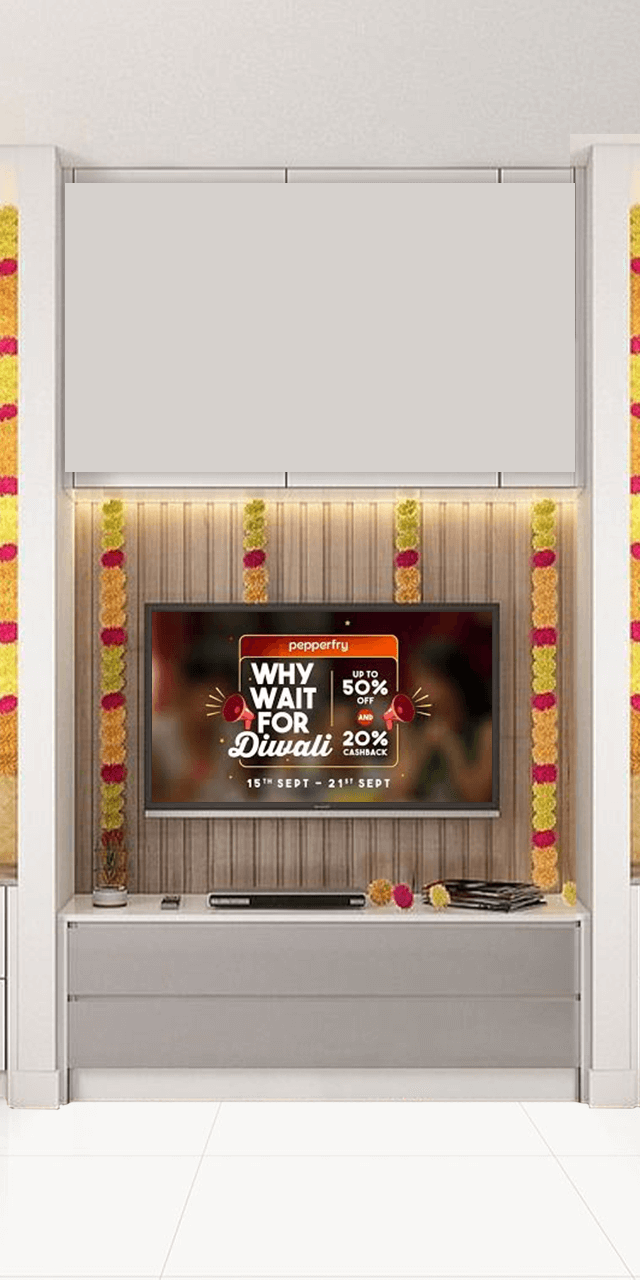 pepperfry
WHY
WAIT
FOR
Diwali
UP TO
50%
OFF
AND
20%
CASHBACK
15TH SEPT - 21ST SEPT